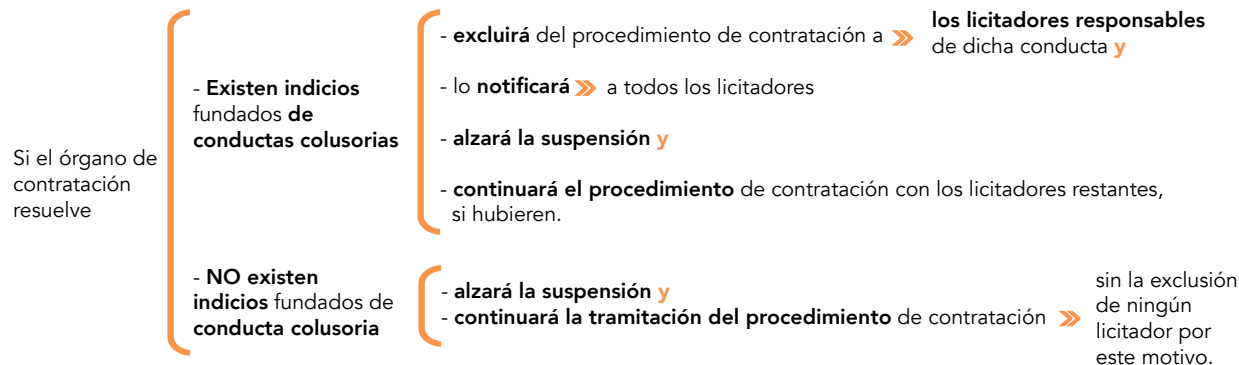 Si el órgano de
contratación
resuelve
- Existen indicios
fundados de
conductas colusorias
- excluirá del procedimiento de contratación a » los licitadores responsables
de dicha conducta y
- lo notificará » a todos los licitadores
- alzará la suspensión y
- continuará el procedimiento de contratación con los licitadores restantes,
si hubieren.
- NO existen
indicios fundados de
conducta colusoria
- alzará la suspensión y
- continuará la tramitación del procedimiento de contratación »
sin la exclusión
de ningún
licitador por
este motivo.